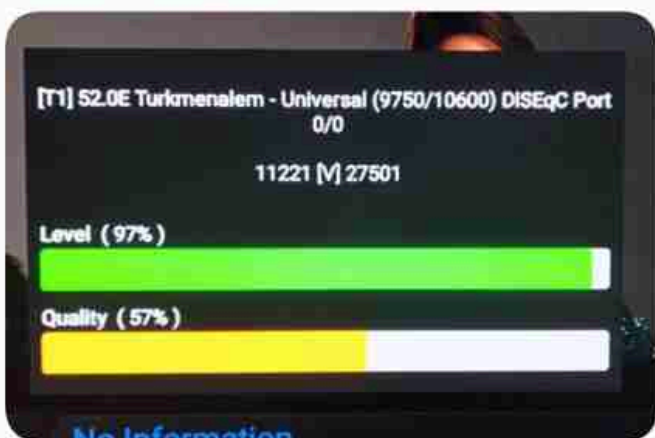 [T1] 52.0E Turkmenalem - Universal (9750/10600) DISEqC Port
0/0
11221 [V] 27501
Level ( 97% )
Quality ( 57% )
No Information